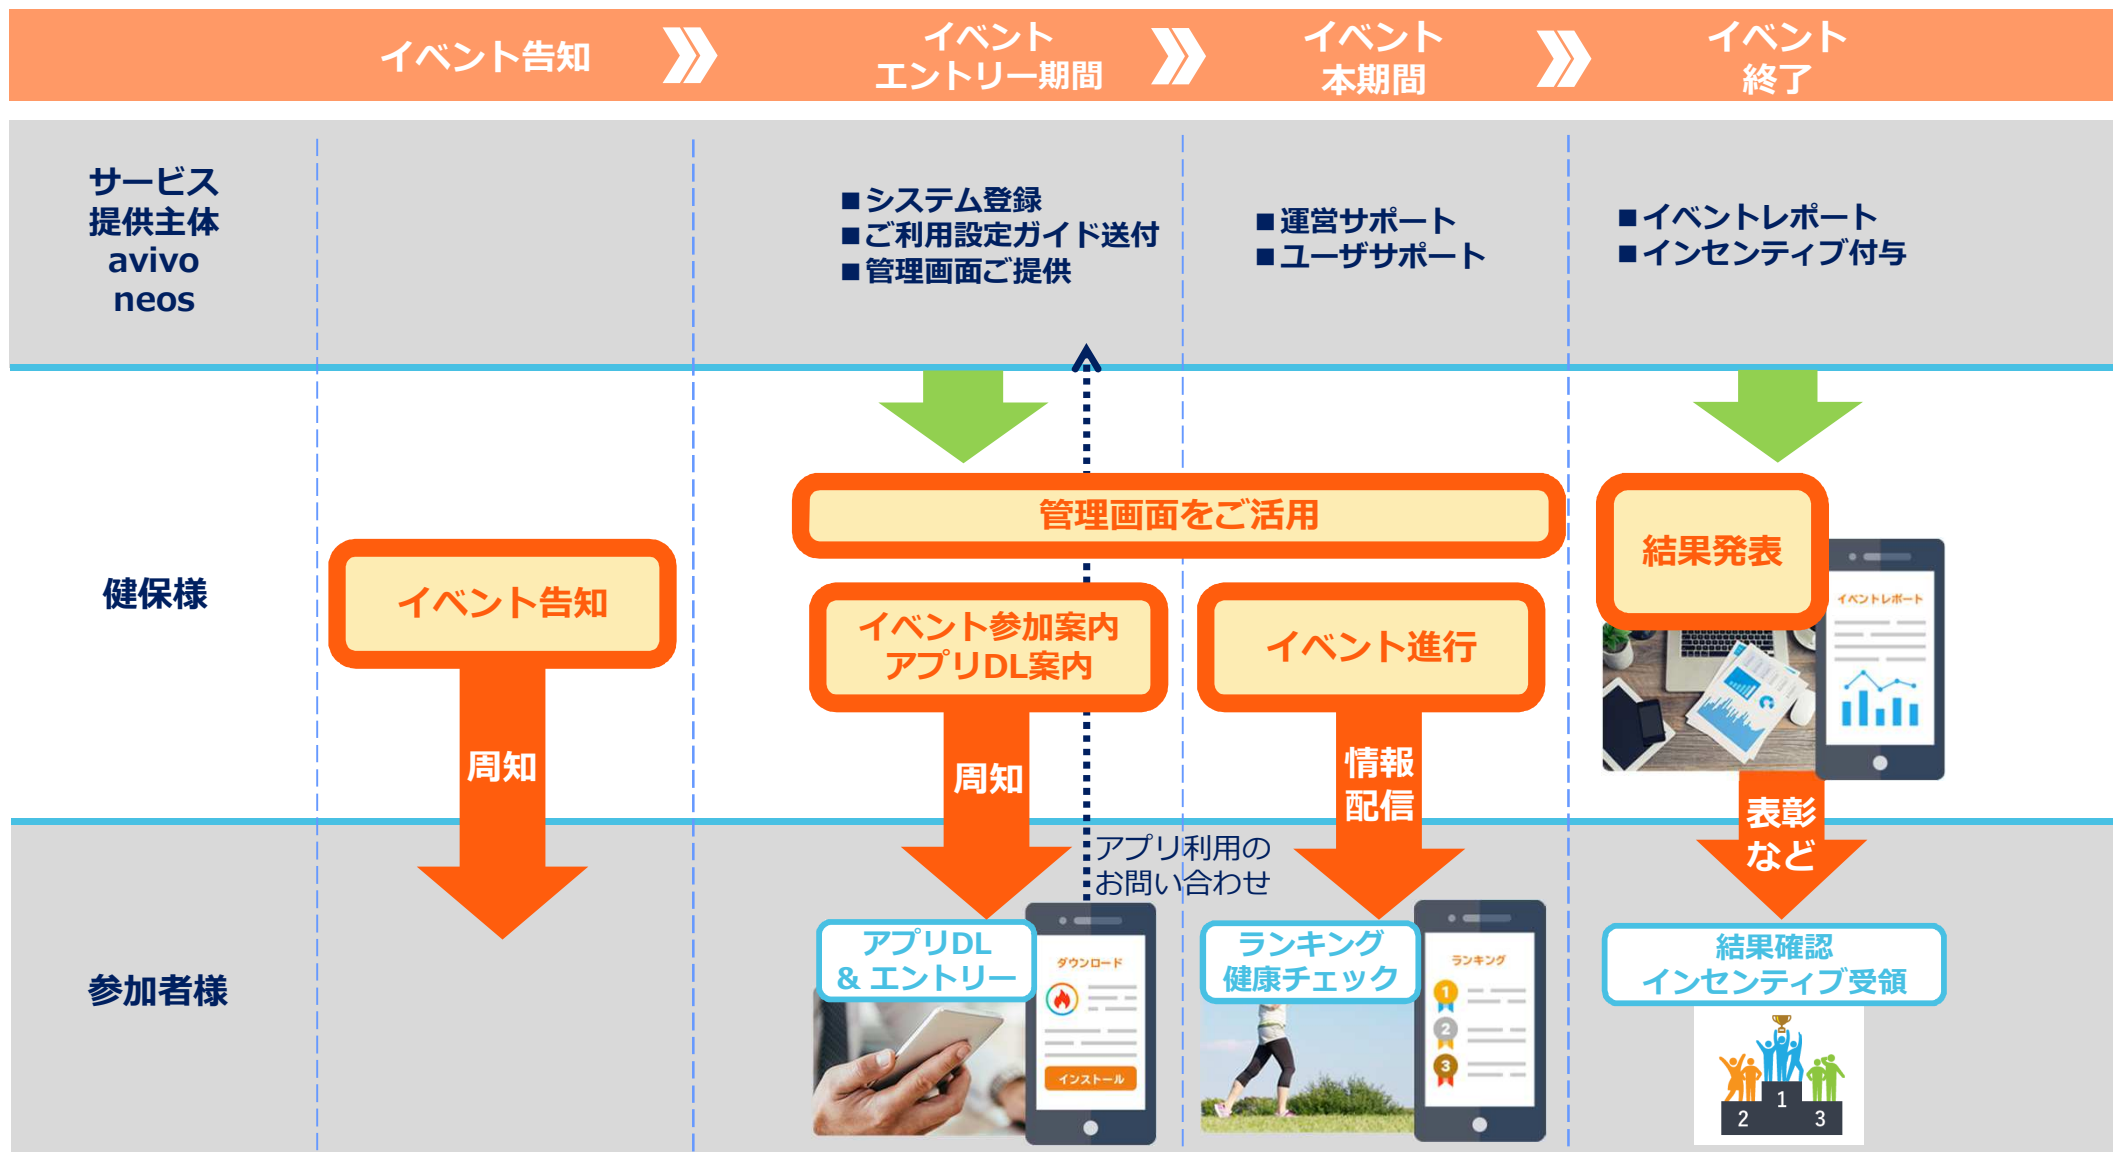 イベント告知
イベント
エントリー期間
イベント
本期間
イベント
終了
サービス
提供主体
avivo
neos
■システム登録
■ご利用設定ガイド送付
■管理画面ご提供
■運営サポート
■ユーザサポート
■イベントレポート
■インセンティブ付与
健保様
イベント告知
管理画面をご活用
イベント参加案内
アプリDL案内
イベント進行
結果発表
イベントレポート
周知
周知
情報
配信
表彰
など
アプリ利用の
お問い合わせ
参加者様
アプリDL
& エントリー
ダウンロード
インストール
ランキング
健康チェック
ランキング
1
2
3
結果確認
インセンティブ受領
1
2
3